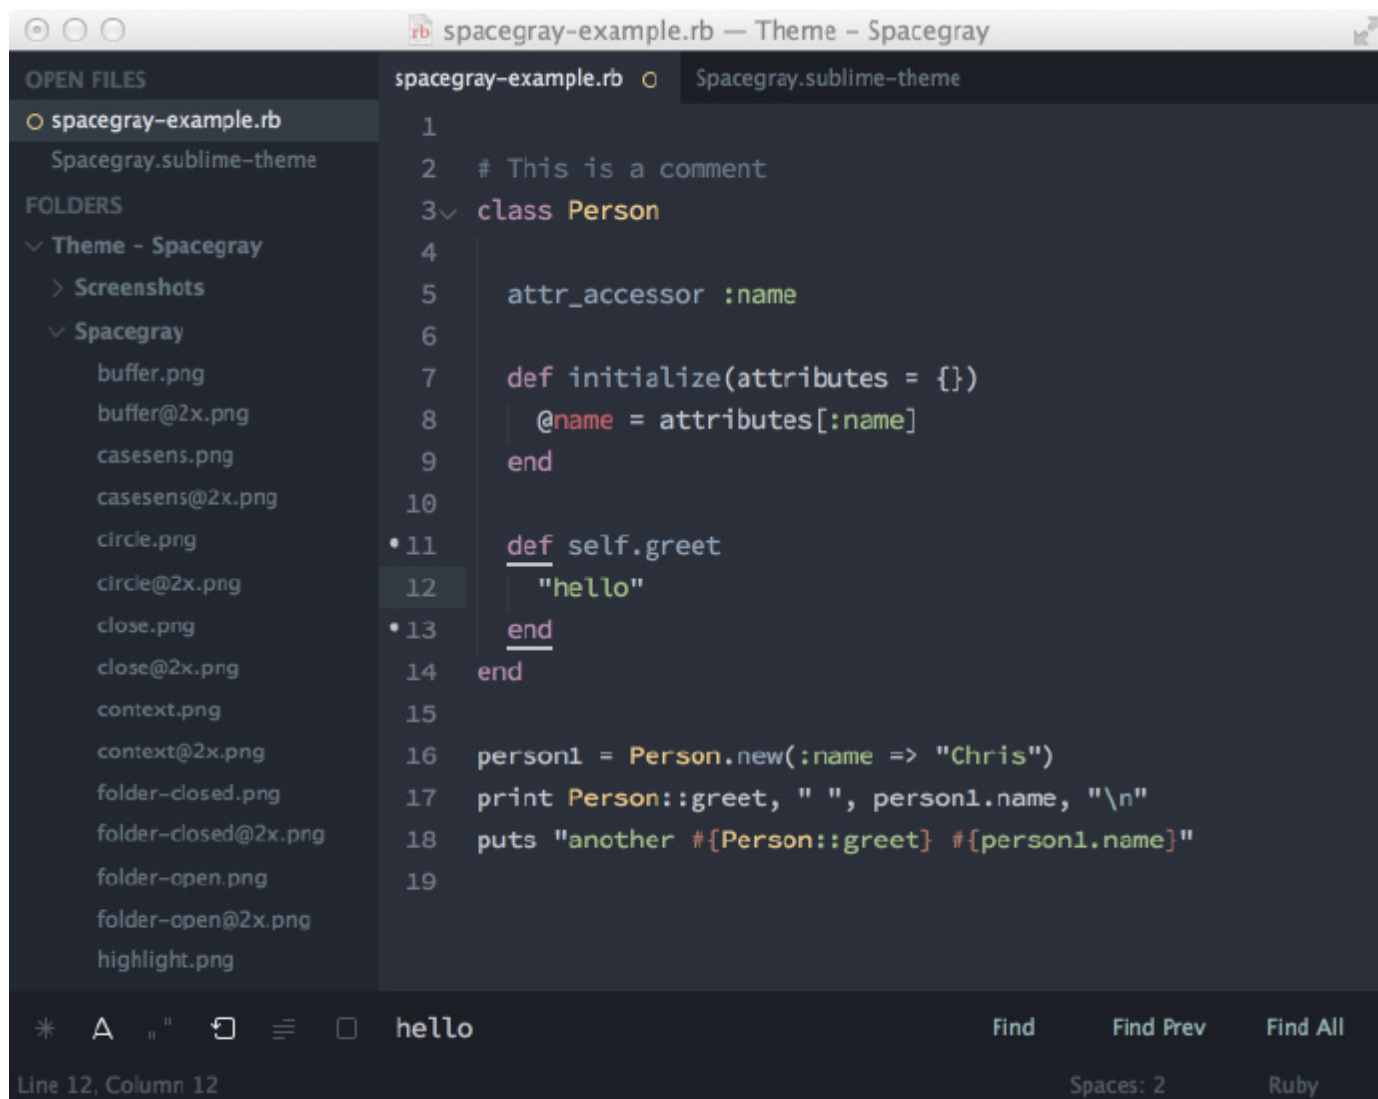 rb spacegray-example.rb — Theme - Spacegray
OPEN FILES
spacegray-example.rb
Spacegray.sublime-theme
FOLDERS
Theme - Spacegray
Screenshots
Spacegray
buffer.png
buffer@2x.png
casesens.png
casesens@2x.png
circle.png
circle@2x.png
close.png
close@2x.png
context.png
context@2x.png
folder-closed.png
folder-closed@2x.png
folder-open.png
folder-open@2x.png
highlight.png
spacegray-example.rb Spacegray.sublime-theme
1
2 # This is a comment
3 class Person
4
5   attr_accessor :name
6
7   def initialize(attributes = {})
8     @name = attributes[:name]
9   end
10
11   def self.greet
12     "hello"
13   end
14 end
15
16 person1 = Person.new(:name => "Chris")
17 print Person::greet, " ", person1.name, "\n"
18 puts "another #{Person::greet} #{person1.name}"
19
A " " hello Find Find Prev Find All
Line 12, Column 12 Spaces: 2 Ruby